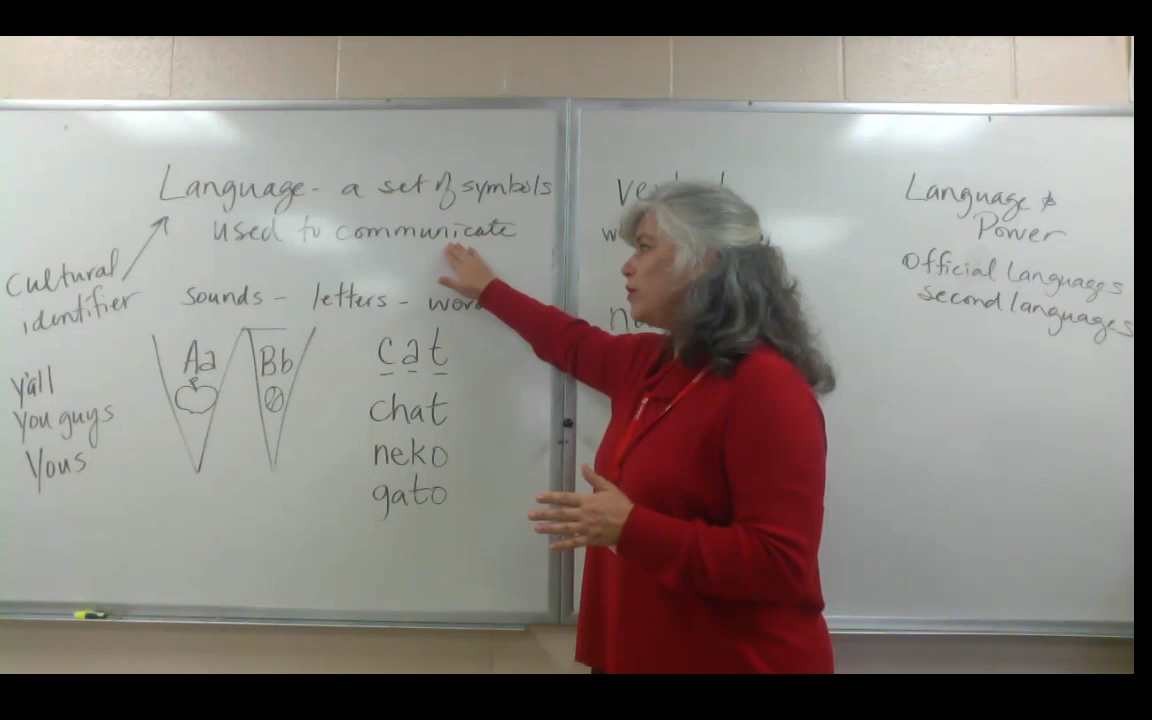 Language - a set of symbols
used to communicate
Cultural
identifier
sounds - letters -
Aa Bb
cat
chat
neko
gato
y'all
You guys
Yous
Language &
Power
Official Languages
Second languages